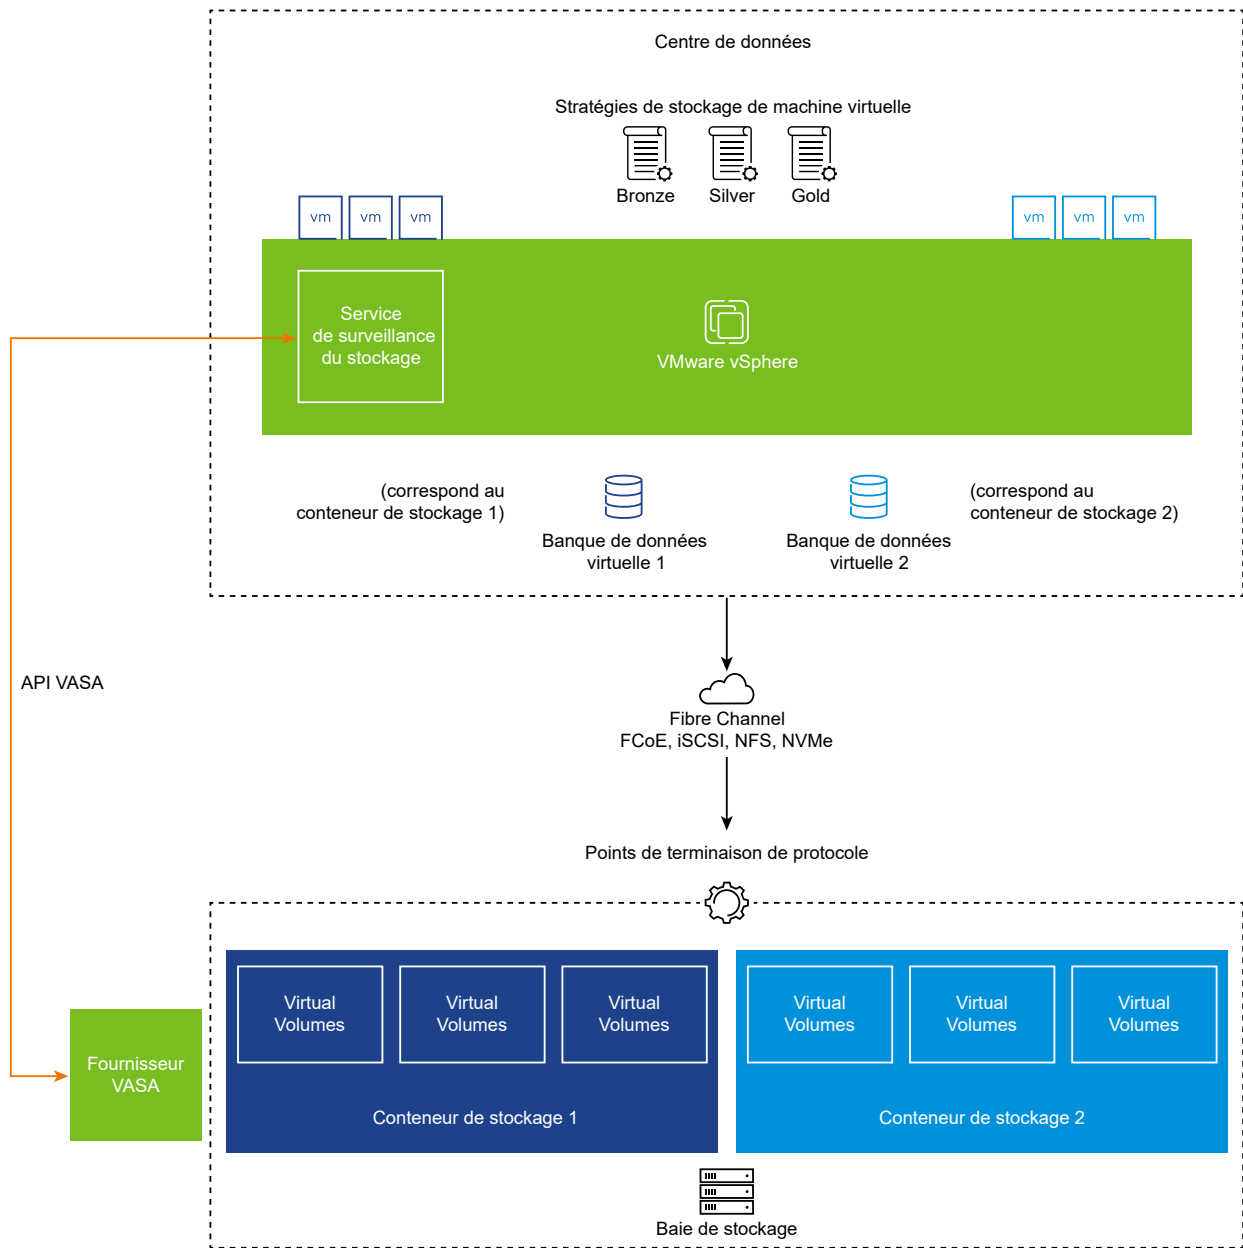 Centre de données
Stratégies de stockage de machine virtuelle
Bronze
Silver
Gold
vm
vm
vm
vm
vm
vm
Service
de surveillance
du stockage
VMware vSphere
(correspond au
conteneur de stockage 1)
Banque de données
virtuelle 1
Banque de données
virtuelle 2
(correspond au
conteneur de stockage 2)
API VASA
Fibre Channel
FCoE, iSCSI, NFS, NVMe
Points de terminaison de protocole
Virtual
Volumes
Virtual
Volumes
Virtual
Volumes
Virtual
Volumes
Virtual
Volumes
Virtual
Volumes
Fournisseur
VASA
Conteneur de stockage 1
Conteneur de stockage 2
Baie de stockage